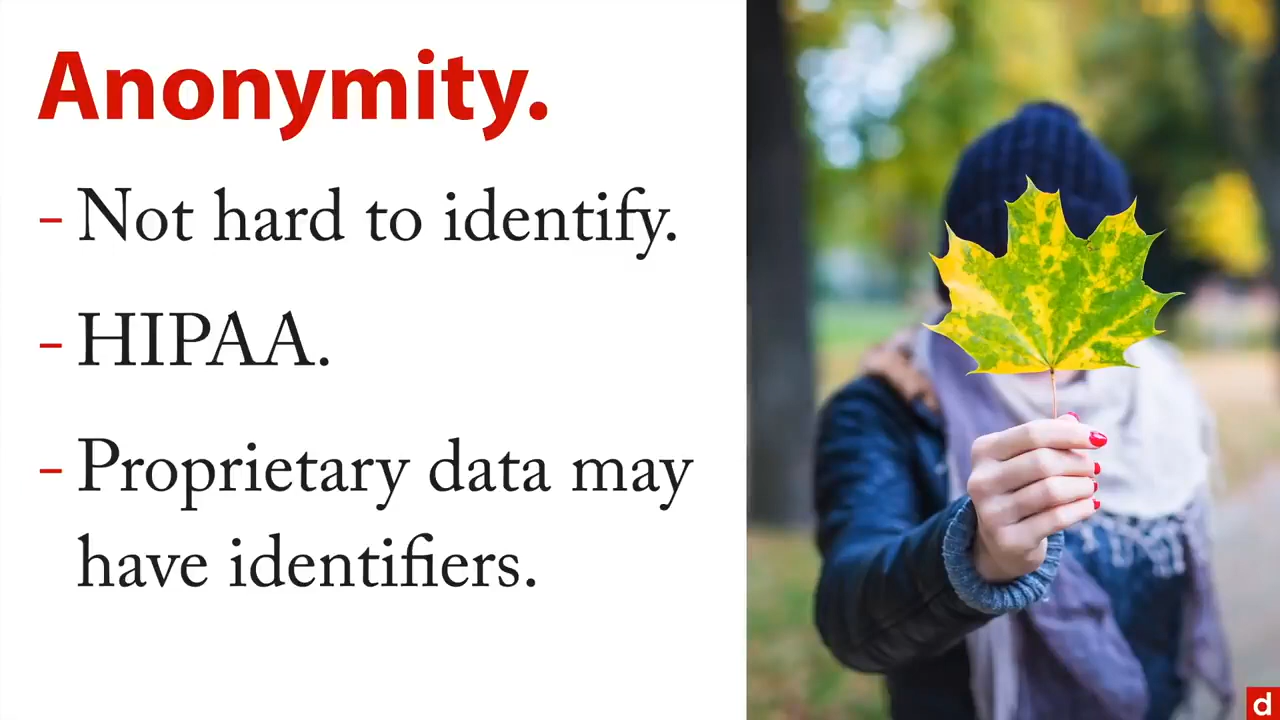 Anonymity.
- Not hard to identify.
- HIPAA.
- Proprietary data may
have identifiers.
d